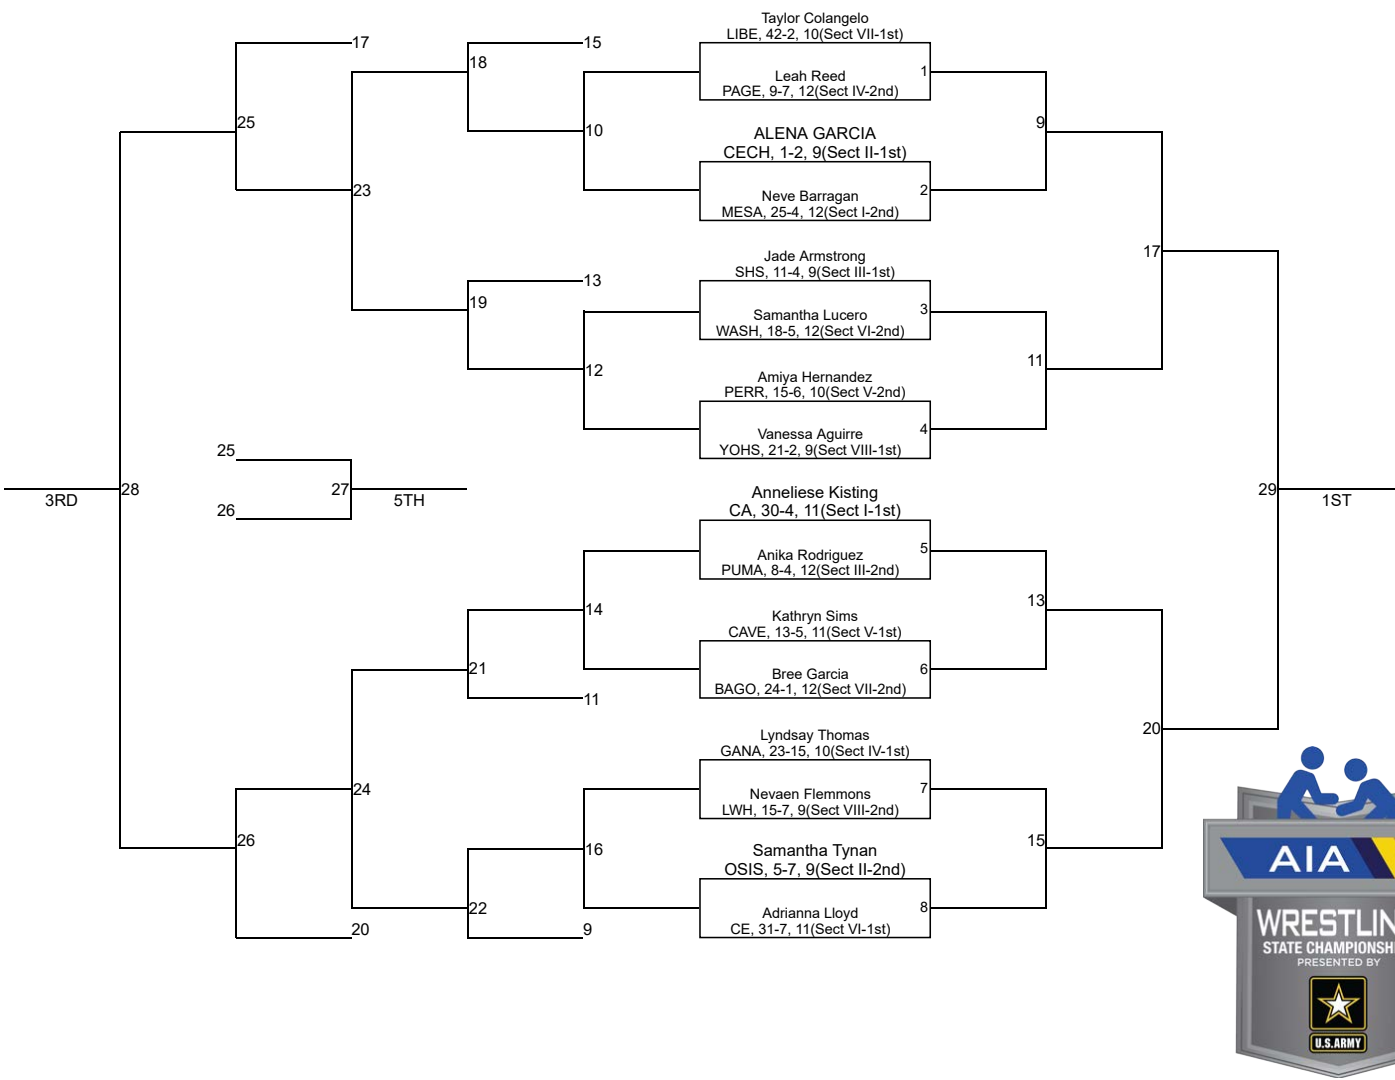 Taylor Colangelo
LIBE, 42-2, 10(Sect VII-1st)
17
15
18
1
Leah Reed
PAGE, 9-7, 12(Sect IV-2nd)
25
10
ALENA GARCIA
CECH, 1-2, 9(Sect II-1st)
9
23
2
Neve Barragan
MESA, 25-4, 12(Sect I-2nd)
17
Jade Armstrong
SHS, 11-4, 9(Sect III-1st)
13
19
3
Samantha Lucero
WASH, 18-5, 12(Sect VI-2nd)
11
12
Amiya Hernandez
PERR, 15-6, 10(Sect V-2nd)
4
Vanessa Aguirre
YOHS, 21-2, 9(Sect VIII-1st)
25
3RD
28
27
5TH
26
29
1ST
Anneliese Kisting
CA, 30-4, 11(Sect I-1st)
5
Anika Rodriguez
PUMA, 8-4, 12(Sect III-2nd)
14
13
Kathryn Sims
CAVE, 13-5, 11(Sect V-1st)
21
6
Bree Garcia
BAGO, 24-1, 12(Sect VII-2nd)
11
20
Lyndsay Thomas
GANA, 23-15, 10(Sect IV-1st)
24
7
Nevaen Flemmons
LWH, 15-7, 9(Sect VIII-2nd)
26
16
15
Samantha Tynan
OSIS, 5-7, 9(Sect II-2nd)
22
8
Adrianna Lloyd
CE, 31-7, 11(Sect VI-1st)
20
9
AIA
WRESTLIN
STATE CHAMPIONSH
PRESENTED BY
U.S.ARMY